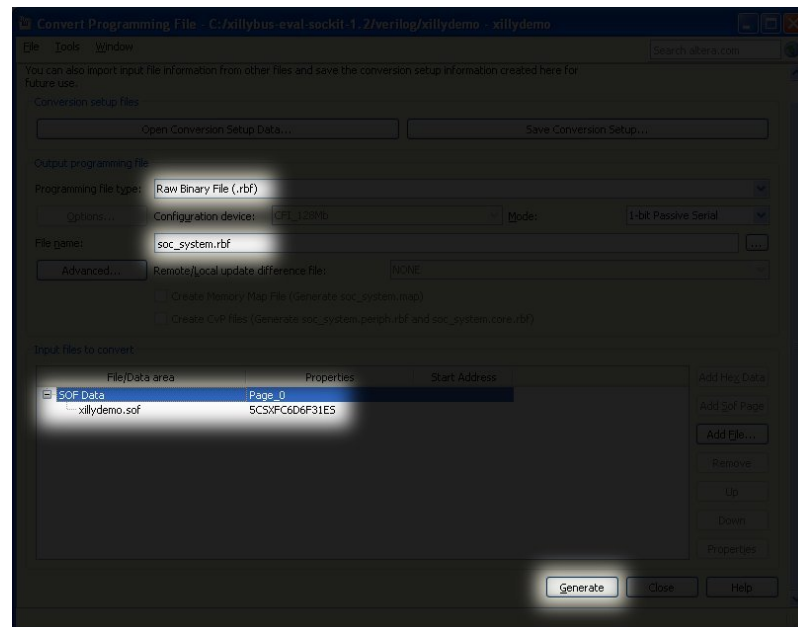 Convert Programming File - C:/xillybus-eval-sockit-1.2/verilog/xillydemo - xillydemo
File Tools Window Search altera.com
You can also import input file information from other files and save the conversion setup information created here for
future use.
Conversion setup files
Open Conversion Setup Data... Save Conversion Setup...
Output programming file
Programming file type: Raw Binary File (.rbf)
Options... Configuration device: CFI_128Mb Mode: 1-bit Passive Serial
File name: soc_system.rbf ...
Advanced... Remote/Local update difference file: NONE
Create Memory Map File (Generate soc_system.map)
Create CvP files (Generate soc_system.periph.rbf and soc_system.core.rbf)
Input files to convert
File/Data area Properties Start Address
SOF Data Page_0
xillydemo.sof 5CSXFC6D6F31ES
Add Hex Data
Add Sof Page
Add File...
Remove
Up
Down
Properties
Generate Close Help